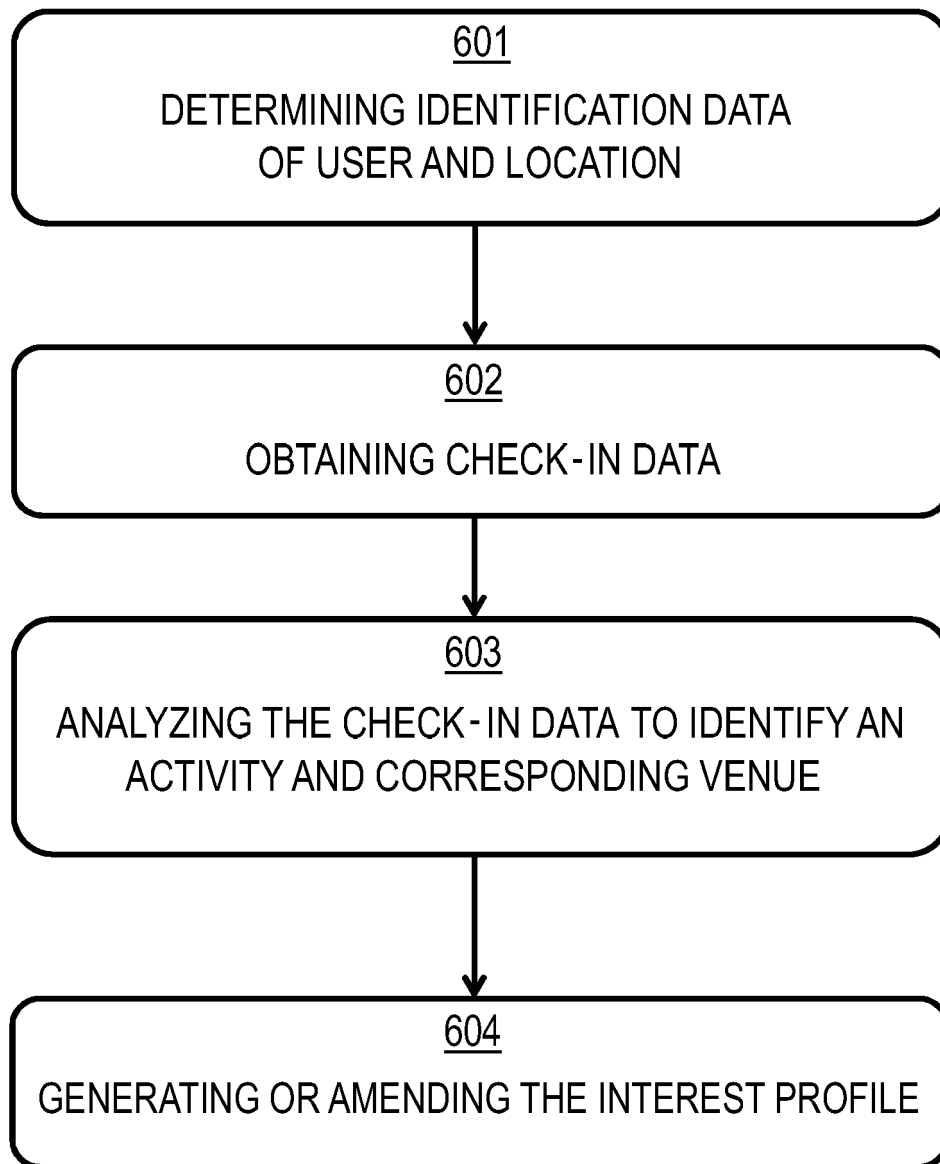 601
DETERMINING IDENTIFICATION DATA
OF USER AND LOCATION
602
OBTAINING CHECK-IN DATA
603
ANALYZING THE CHECK-IN DATA TO IDENTIFY AN
ACTIVITY AND CORRESPONDING VENUE
604
GENERATING OR AMENDING THE INTEREST PROFILE